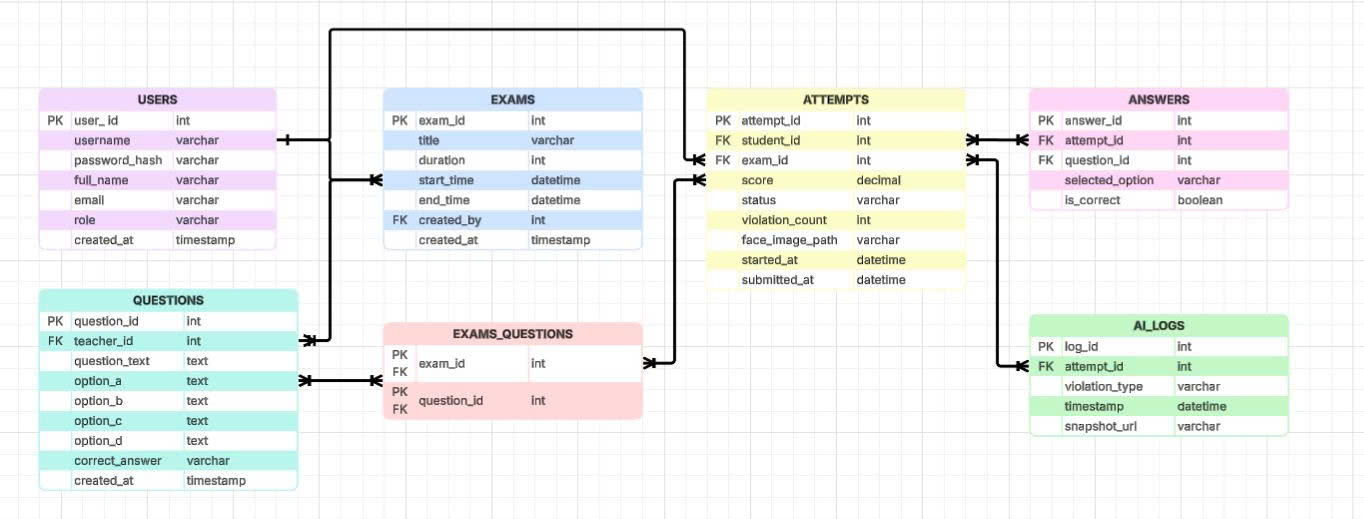 USERS
PK user_ id int
username varchar
password_hash varchar
full_name varchar
email varchar
role varchar
created_at timestamp
EXAMS
PK exam_id int
title varchar
duration int
start_time datetime
end_time datetime
FK created_by int
created_at timestamp
ATTEMPTS
PK attempt_id int
FK student_id int
FK exam_id int
score decimal
status varchar
violation_count int
face_image_path varchar
started_at datetime
submitted_at datetime
ANSWERS
PK answer_id int
FK attempt_id int
FK question_id int
selected_option varchar
is_correct boolean
QUESTIONS
PK question_id int
FK teacher_id int
question_text text
option_a text
option_b text
option_c text
option_d text
correct_answer varchar
created_at timestamp
EXAMS_QUESTIONS
PK
FK exam_id int
PK
FK question_id int
AI_LOGS
PK log_id int
FK attempt_id int
violation_type varchar
timestamp datetime
snapshot_url varchar